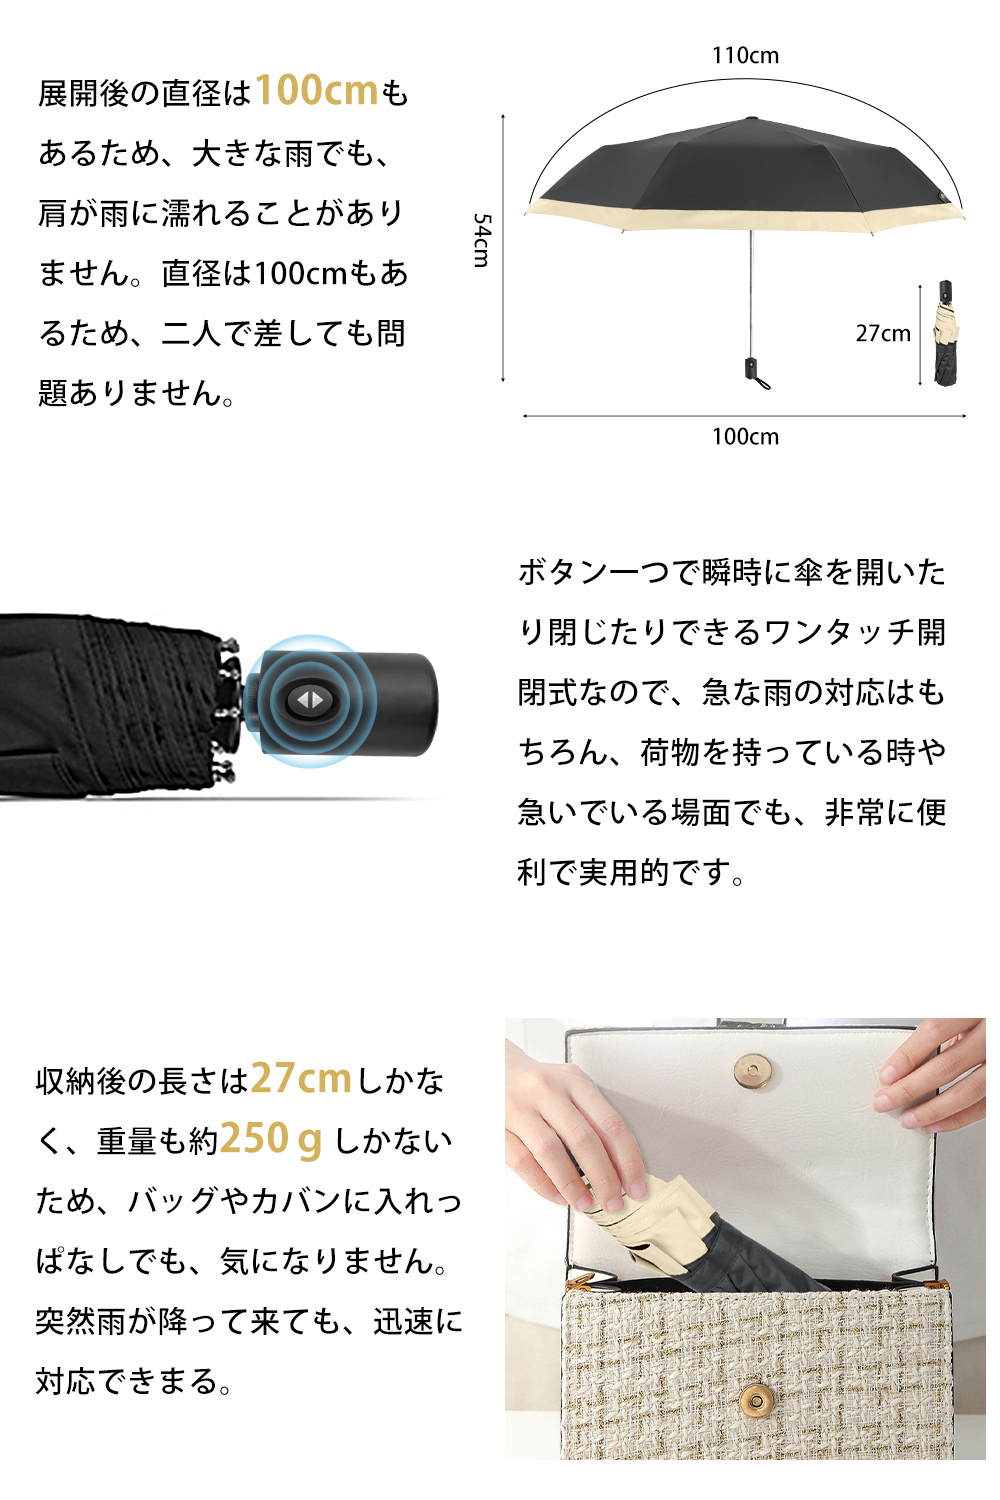 展開後の直径は100cmも
あるため、大きな雨でも、
肩が雨に濡れることがあり
ません。直径は100cmもあ
るため、二人で差しても問
題ありません。
110cm
54cm
27cm
100cm
ボタン一つで瞬時に傘を開いた
り閉じたりできるワンタッチ開
閉式なので、急な雨の対応はも
ちろん、荷物を持っている時や
急いでいる場面でも、非常に便
利で実用的です。
収納後の長さは27cmしかな
く、重量も約250 g しかない
ため、バッグやカバンに入れっ
ぱなしでも、気になりません。
突然雨が降って来ても、迅速に
対応できまる。